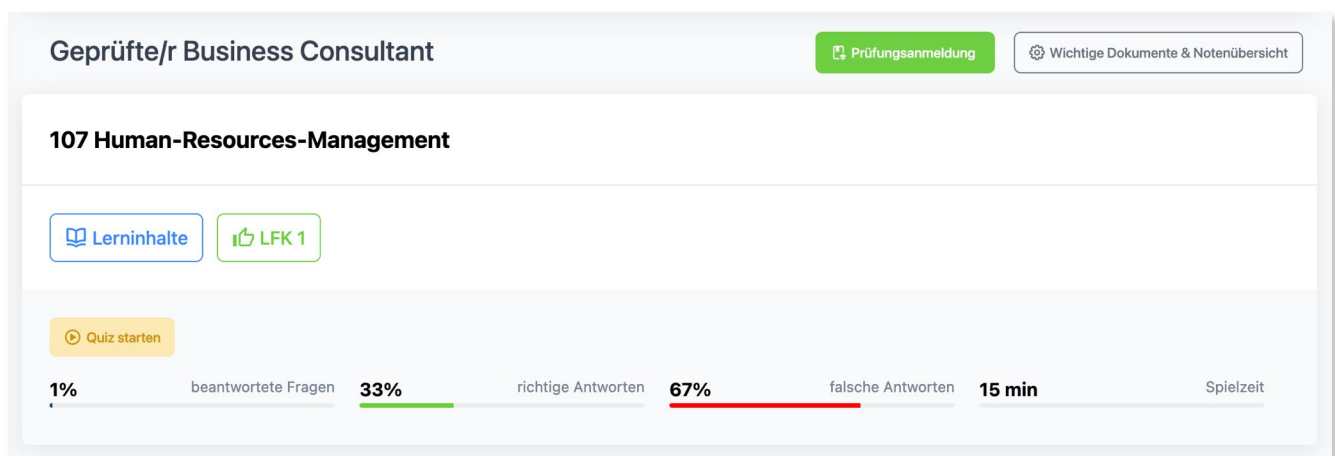 Geprüfte/r Business Consultant
Prüfungsanmeldung
Wichtige Dokumente & Notenübersicht
107 Human-Resources-Management
Lerninhalte
LFK 1
Quiz starten
1% beantwortete Fragen
33% richtige Antworten
67% falsche Antworten
15 min Spielzeit